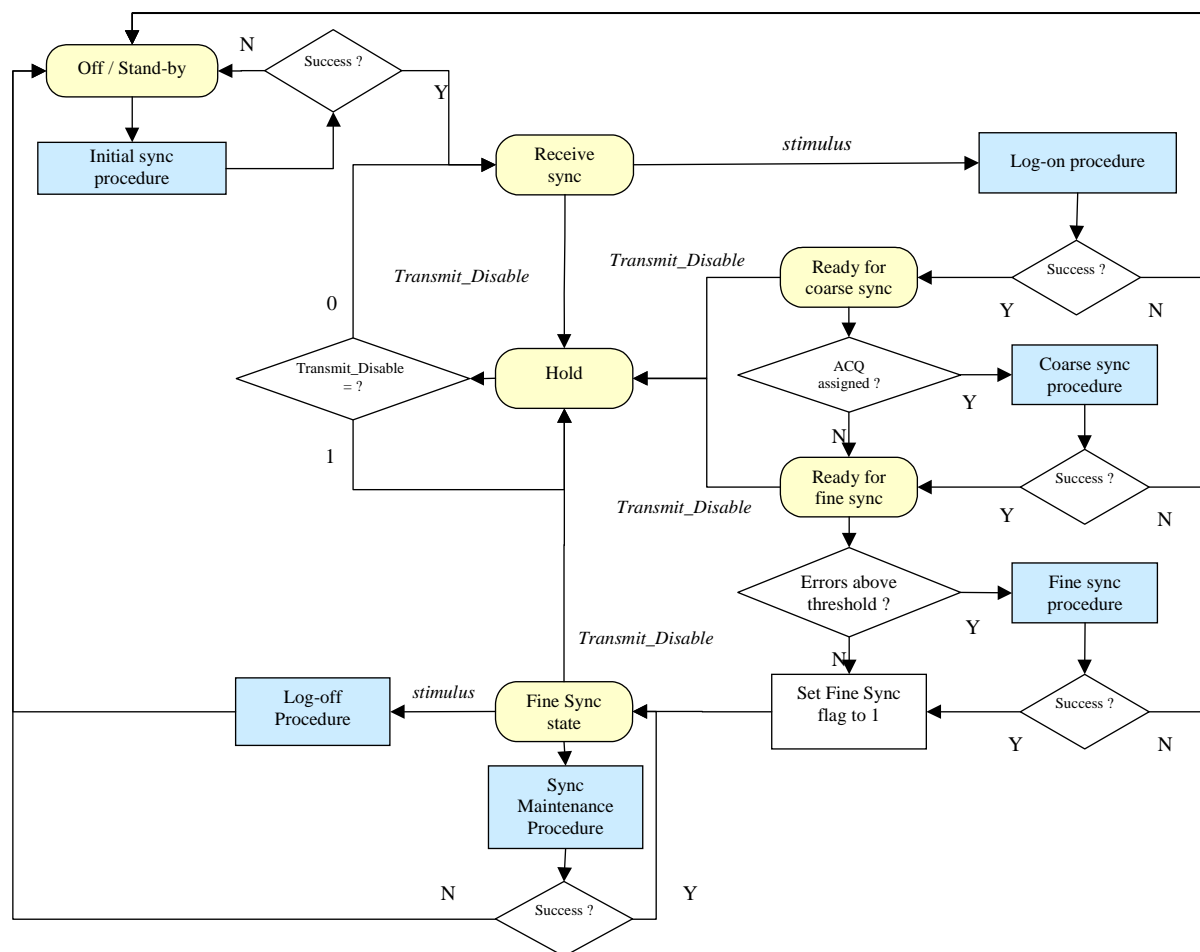 N
Success ?
Off / Stand-by
Y
Initial sync
procedure
Receive
sync
stimulus
Log-on procedure
Transmit_Disable
Transmit_Disable
Ready for
coarse sync
Success ?
Y
N
0
Transmit_Disable
= ?
Hold
ACQ
assigned ?
Y
Coarse sync
procedure
N
1
Ready for
fine sync
Success ?
Transmit_Disable
Y
N
Errors above
threshold ?
Y
Fine sync
procedure
Transmit_Disable
N
Log-off
Procedure
stimulus
Fine Sync
state
Set Fine Sync
flag to 1
Success ?
Y
N
Sync
Maintenance
Procedure
N
Success ?
Y